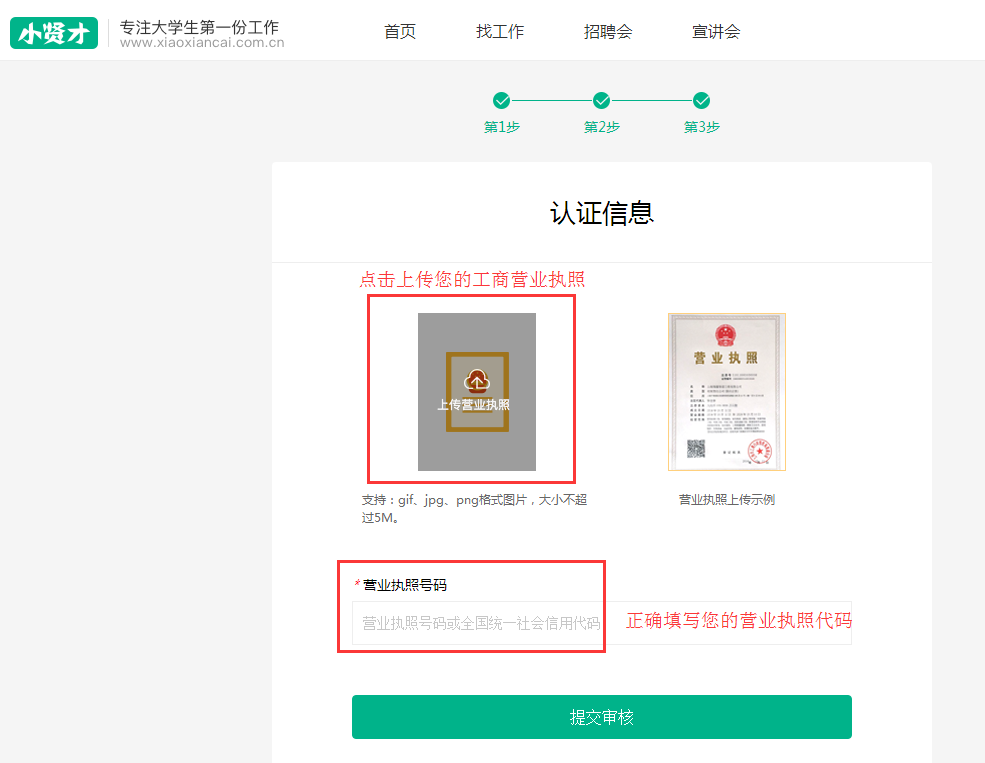 小贤才
专注大学生第一份工作
www.xiaoxiancai.com.cn
首页
找工作
招聘会
宣讲会
第1步
第2步
第3步
认证信息
点击上传您的工商营业执照
上传营业执照
营业执照
支持：gif、jpg、png格式图片，大小不超
过5M。
营业执照上传示例
*营业执照号码
营业执照号码或全国统一社会信用代码
正确填写您的营业执照代码
提交审核